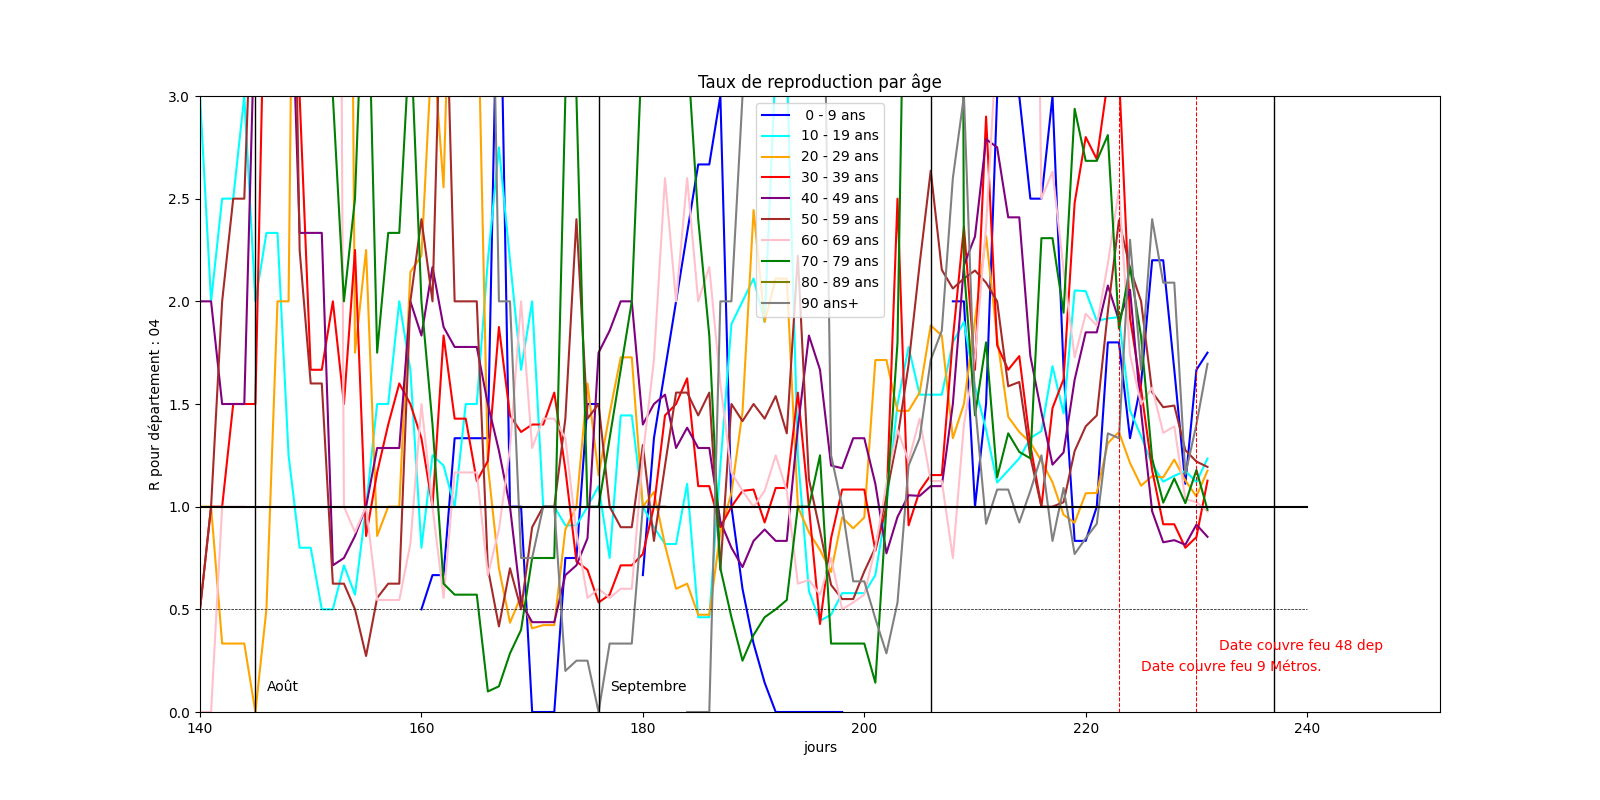 Taux de reproduction par âge
R pour département : 04
3.0
2.5
2.0
1.5
1.0
0.5
0.0
0 - 9 ans
10 - 19 ans
20 - 29 ans
30 - 39 ans
40 - 49 ans
50 - 59 ans
60 - 69 ans
70 - 79 ans
80 - 89 ans
90 ans+
Date couvre feu 48 dep
Date couvre feu 9 Métros.
Août
Septembre
140
160
180
200
220
240
jours